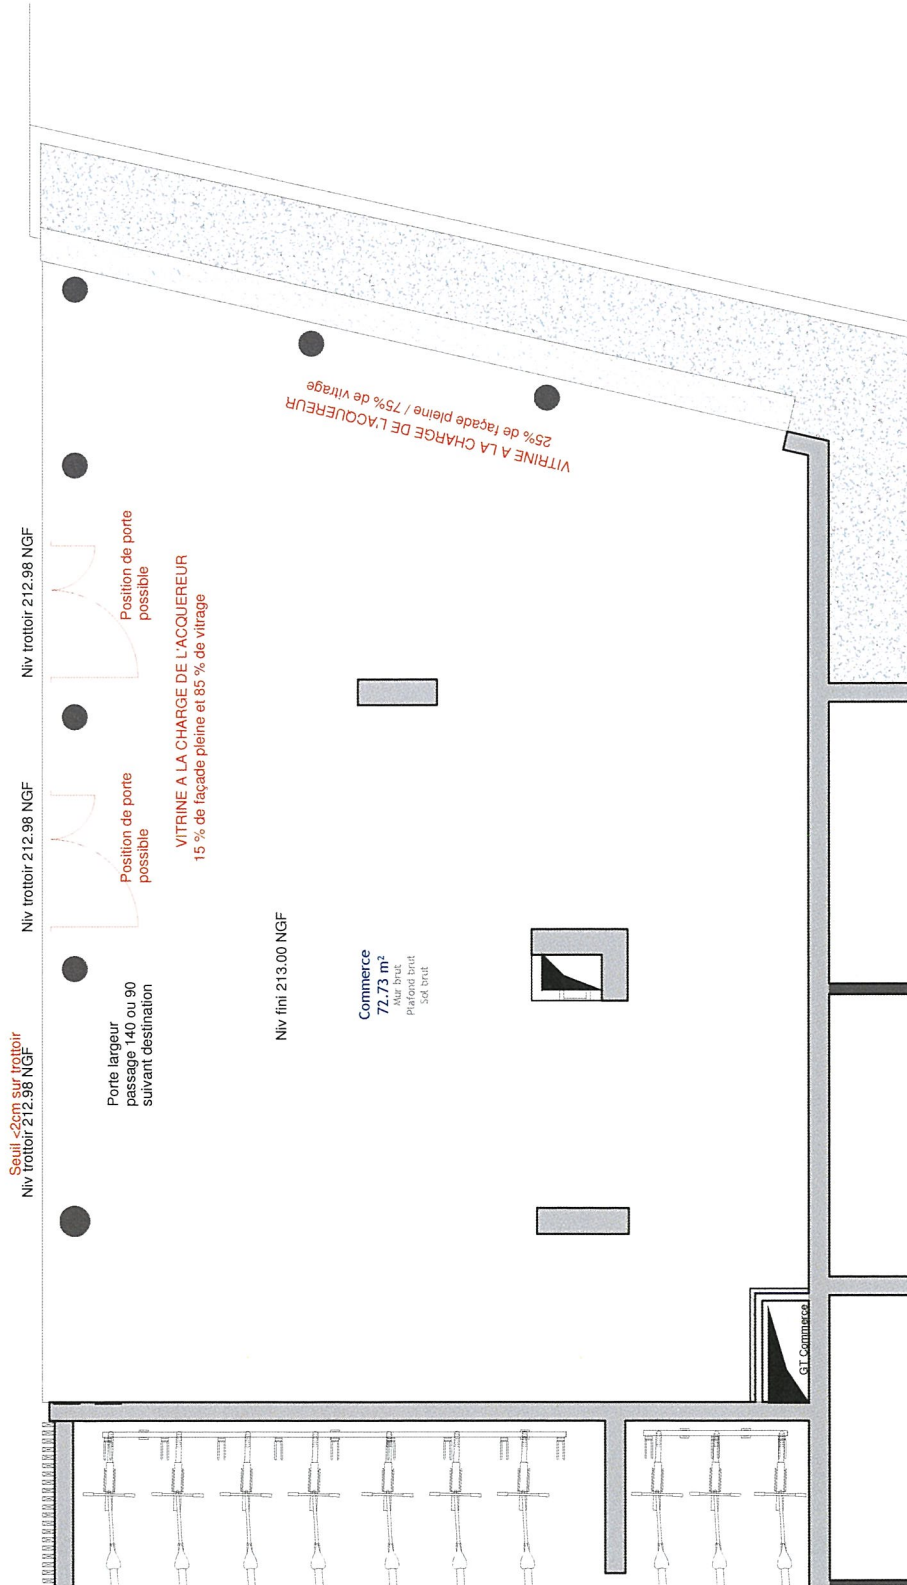 Seuil <2cm sur trottoir
Niv trottoir 212.98 NGF
Niv trottoir 212.98 NGF
Niv trottoir 212.98 NGF
Porte largeur
passage 140 ou 90
suivant destination
Position de porte
possible
Position de porte
possible
VITRINE A LA CHARGE DE L'ACQUEREUR
15 % de façade pleine et 85 % de vitrage
Niv fini 213.00 NGF
Commerce
72.73 m²
Mur brut
Plafond brut
Sol brut
VITRINE A LA CHARGE DE L'ACQUEREUR
25% de façade pleine / 75% de vitrage
GT Commerce